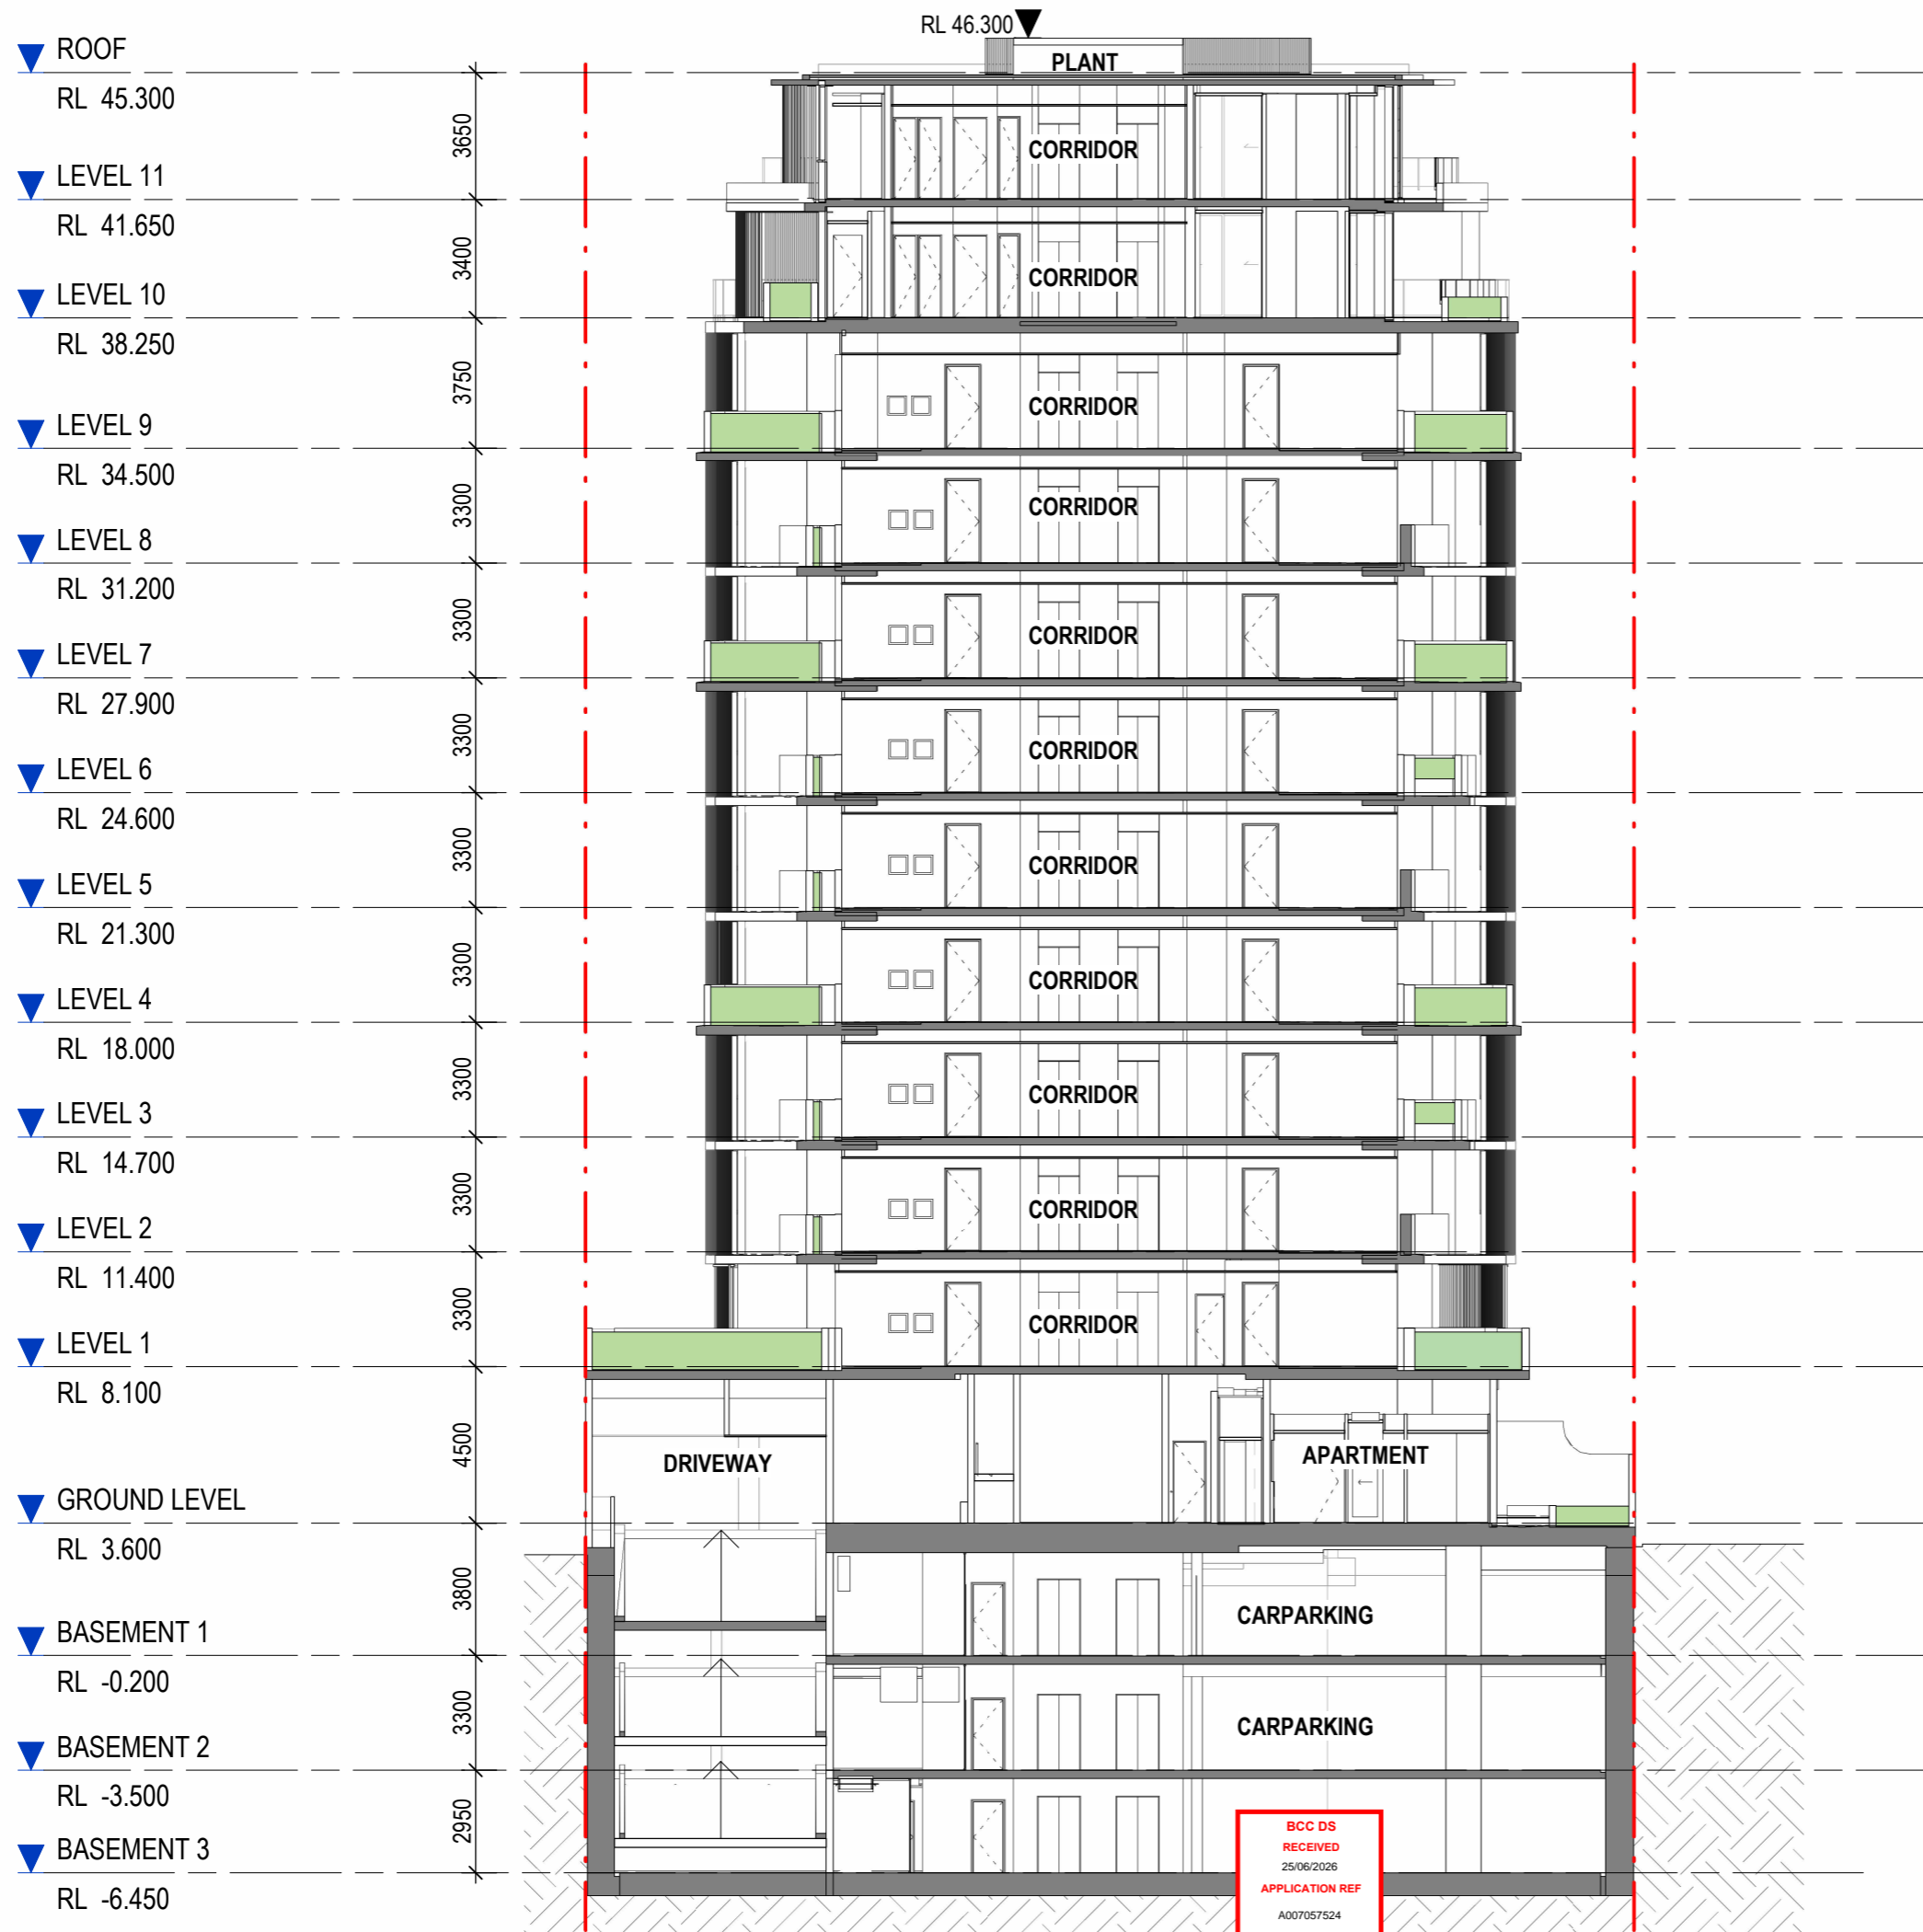 RL 46.300
ROOF
PLANT
RL 45.300
3650
CORRIDOR
LEVEL 11
RL 41.650
3400
CORRIDOR
LEVEL 10
RL 38.250
3750
CORRIDOR
LEVEL 9
RL 34.500
3300
CORRIDOR
LEVEL 8
RL 31.200
3300
CORRIDOR
LEVEL 7
RL 27.900
3300
CORRIDOR
LEVEL 6
RL 24.600
3300
CORRIDOR
LEVEL 5
RL 21.300
3300
CORRIDOR
LEVEL 4
RL 18.000
3300
CORRIDOR
LEVEL 3
RL 14.700
3300
CORRIDOR
LEVEL 2
RL 11.400
3300
CORRIDOR
LEVEL 1
RL 8.100
4500
DRIVEWAY
APARTMENT
GROUND LEVEL
RL 3.600
3800
CARPARKING
BASEMENT 1
RL -0.200
3300
CARPARKING
BASEMENT 2
RL -3.500
2950
BASEMENT 3
RL -6.450
BCC DS
RECEIVED
25/06/2026
APPLICATION REF
A007057524